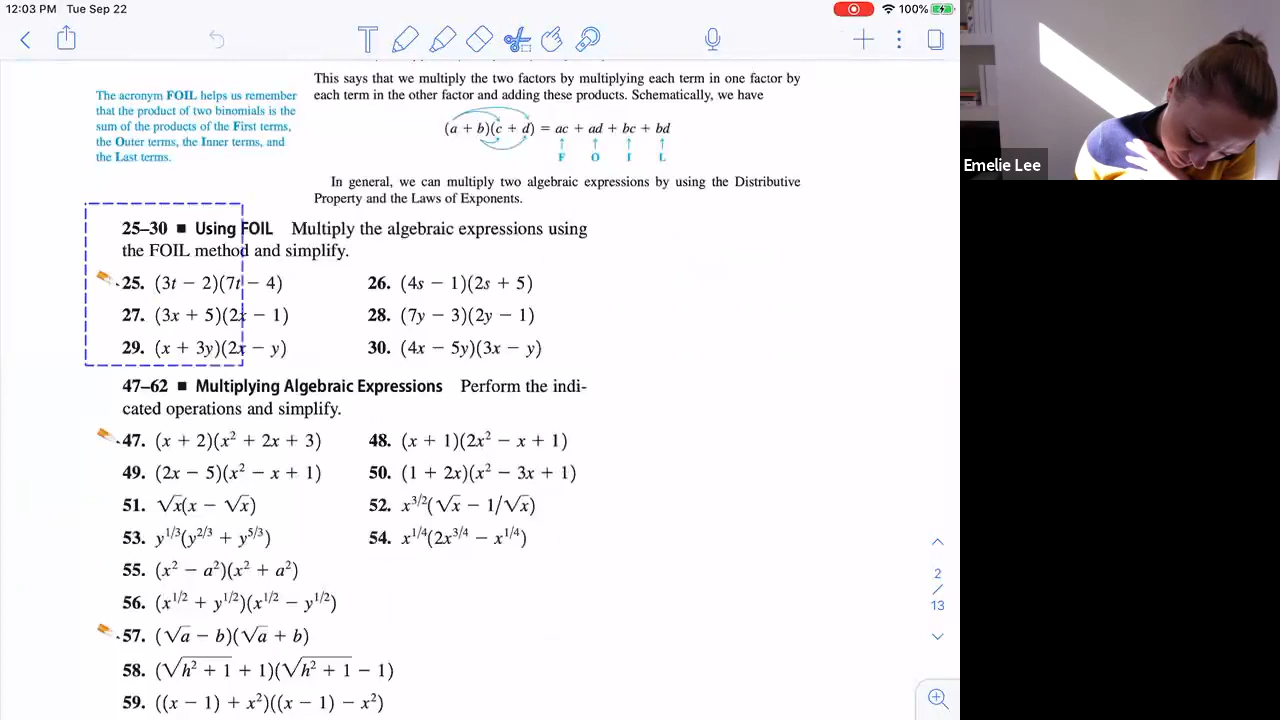 12:03 PM Tue Sep 22
100%
This says that we multiply the two factors by multiplying each term in one factor by
each term in the other factor and adding these products. Schematically, we have
The acronym FOIL helps us remember
that the product of two binomials is the
sum of the products of the First terms,
the Outer terms, the Inner terms, and
the Last terms.
(a + b)(c + d) = ac + ad + bc + bd
F O I L
In general, we can multiply two algebraic expressions by using the Distributive
Property and the Laws of Exponents.
Emelie Lee
25–30 ■ Using FOIL Multiply the algebraic expressions using
the FOIL method and simplify.
25. (3t − 2)(7t − 4) 26. (4s − 1)(2s + 5)
27. (3x + 5)(2x − 1) 28. (7y − 3)(2y − 1)
29. (x + 3y)(2x − y) 30. (4x − 5y)(3x − y)
47–62 ■ Multiplying Algebraic Expressions Perform the indi-
cated operations and simplify.
47. (x + 2)(x² + 2x + 3) 48. (x + 1)(2x² − x + 1)
49. (2x − 5)(x² − x + 1) 50. (1 + 2x)(x² − 3x + 1)
51. √x(x − √x) 52. x^3/2(√x − 1/√x)
53. y^1/3(y^2/3 + y^5/3) 54. x^1/4(2x^3/4 − x^1/4)
55. (x² − a²)(x² + a²)
56. (x^1/2 + y^1/2)(x^1/2 − y^1/2)
57. (√a − b)(√a + b)
58. (√h² + 1 + 1)(√h² + 1 − 1)
59. ((x − 1) + x²)((x − 1) − x²)
2
/
13